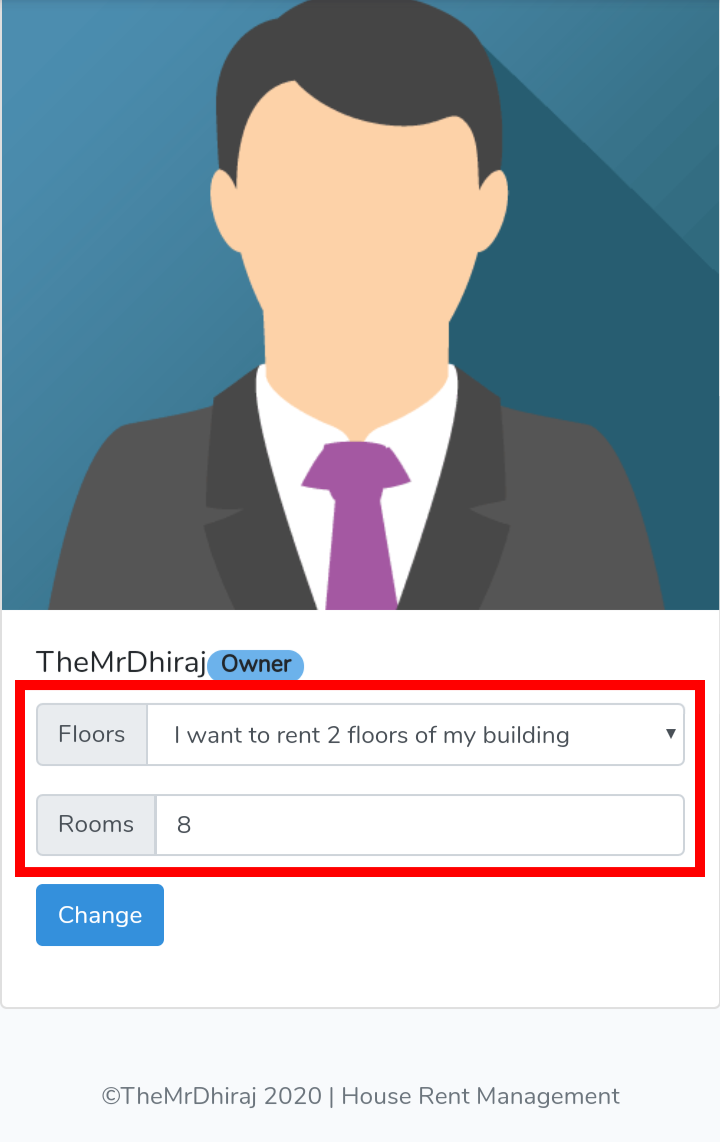 TheMrDhiraj Owner
Floors I want to rent 2 floors of my building
Rooms 8
Change
©TheMrDhiraj 2020 | House Rent Management